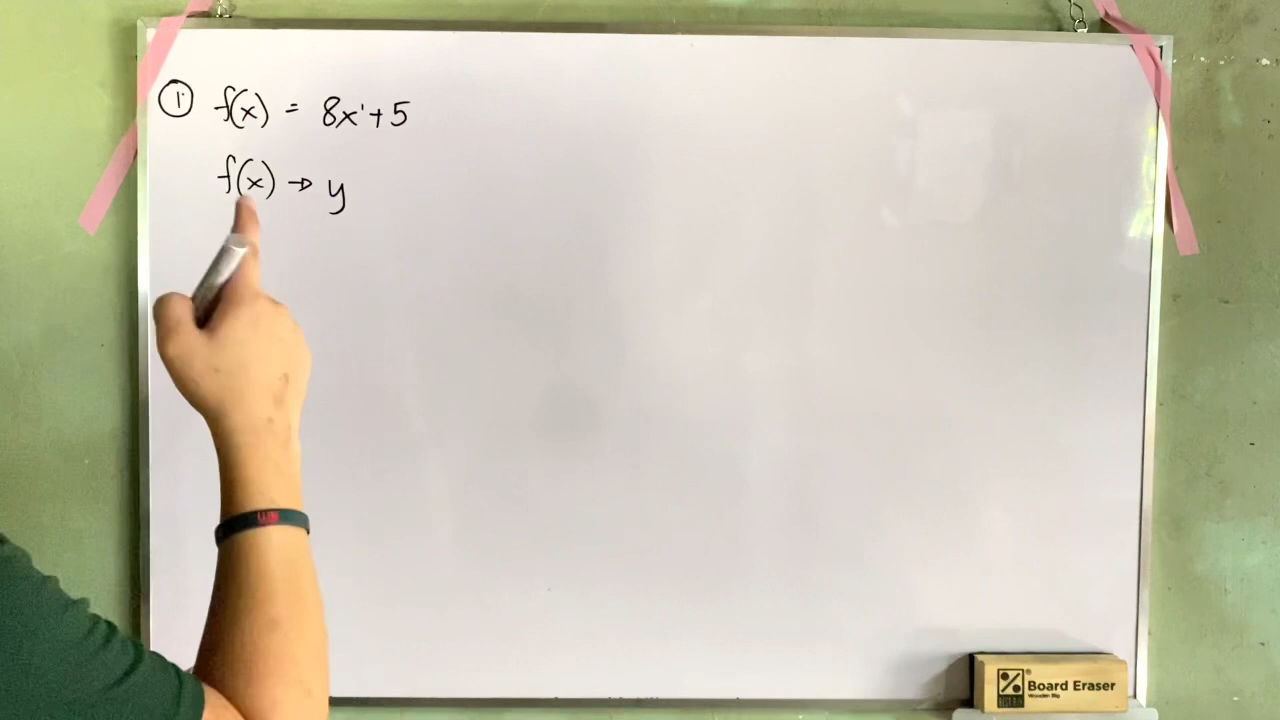 ① f(x) = 8x¹+5
f(x) → y
Board Eraser